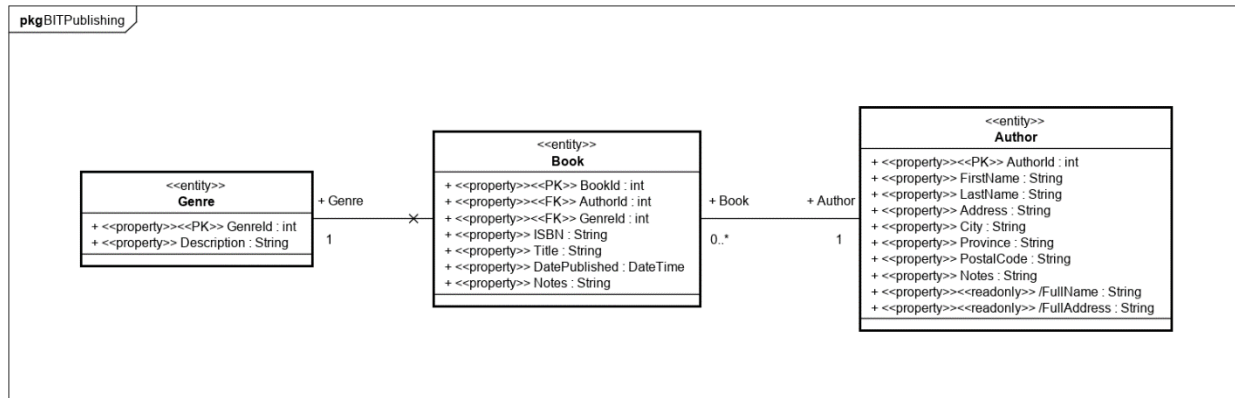 pkgBITPublishing
<<entity>>
Genre
+ <<property>><<PK>> GenreId : int
+ <<property>> Description : String
+ Genre
1
<<entity>>
Book
+ <<property>><<PK>> BookId : int
+ <<property>><<FK>> AuthorId : int
+ <<property>><<FK>> GenreId : int
+ <<property>> ISBN : String
+ <<property>> Title : String
+ <<property>> DatePublished : DateTime
+ <<property>> Notes : String
+ Book
0..*
+ Author
1
<<entity>>
Author
+ <<property>><<PK>> AuthorId : int
+ <<property>> FirstName : String
+ <<property>> LastName : String
+ <<property>> Address : String
+ <<property>> City : String
+ <<property>> Province : String
+ <<property>> PostalCode : String
+ <<property>> Notes : String
+ <<property>><<readonly>> /FullName : String
+ <<property>><<readonly>> /FullAddress : String